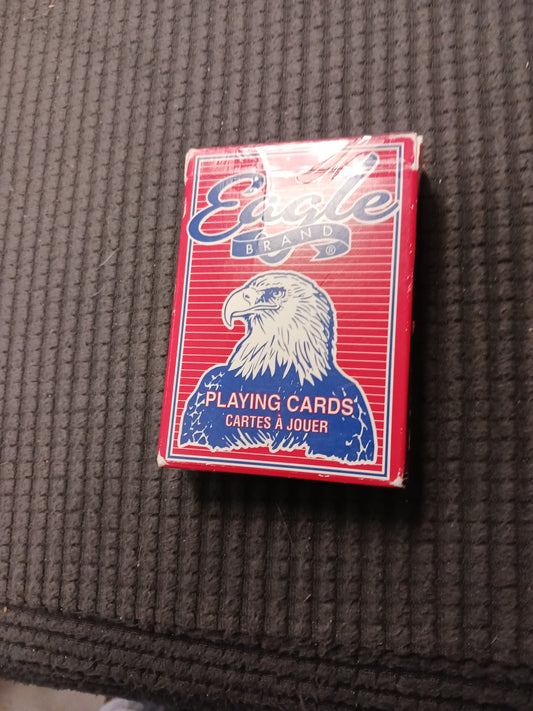 Eagle
BRAND
®
PLAYING CARDS
CARTES À JOUER